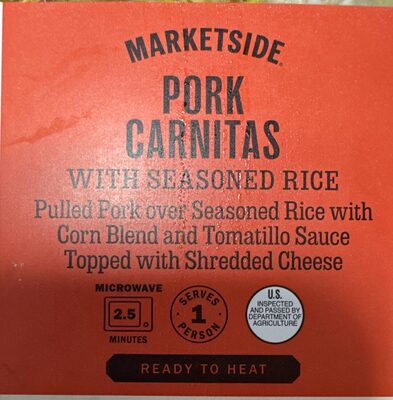 MARKETSIDE®
PORK
CARNITAS
WITH SEASONED RICE
Pulled Pork over Seasoned Rice with
Corn Blend and Tomatillo Sauce
Topped with Shredded Cheese
MICROWAVE
2.5
MINUTES
SERVES
1
PERSON
U.S.
INSPECTED
AND PASSED BY
DEPARTMENT OF
AGRICULTURE
READY TO HEAT